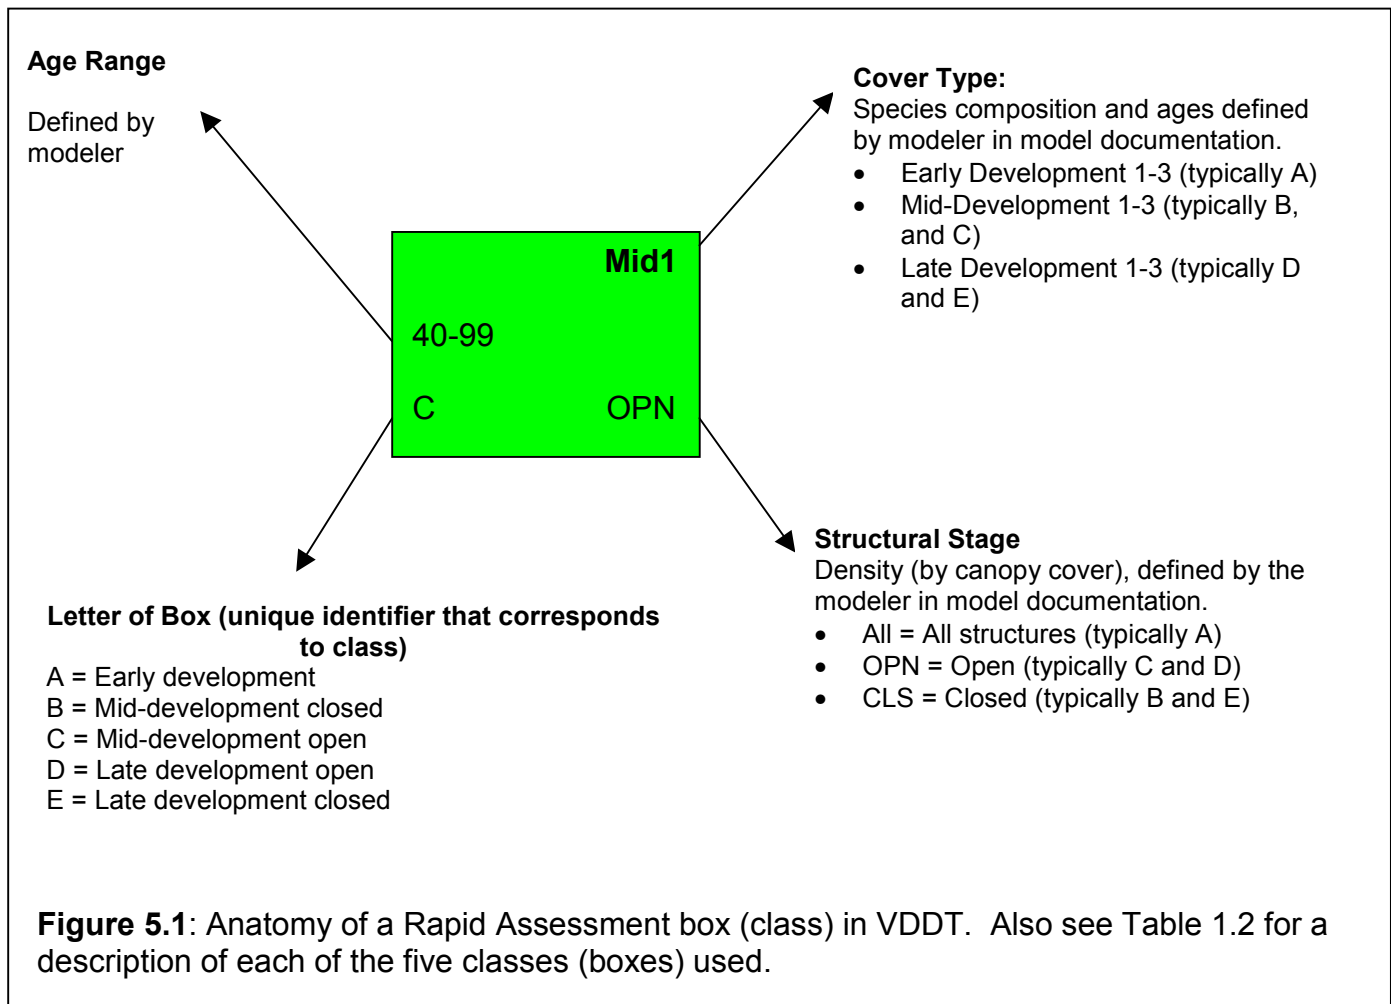 Age Range
Defined by
modeler
Cover Type:
Species composition and ages defined
by modeler in model documentation.
• Early Development 1-3 (typically A)
• Mid-Development 1-3 (typically B,
and C)
• Late Development 1-3 (typically D
and E)
Mid1
40-99
C OPN
Letter of Box (unique identifier that corresponds
to class)
A = Early development
B = Mid-development closed
C = Mid-development open
D = Late development open
E = Late development closed
Structural Stage
Density (by canopy cover), defined by the
modeler in model documentation.
• All = All structures (typically A)
• OPN = Open (typically C and D)
• CLS = Closed (typically B and E)
Figure 5.1: Anatomy of a Rapid Assessment box (class) in VDDT. Also see Table 1.2 for a
description of each of the five classes (boxes) used.